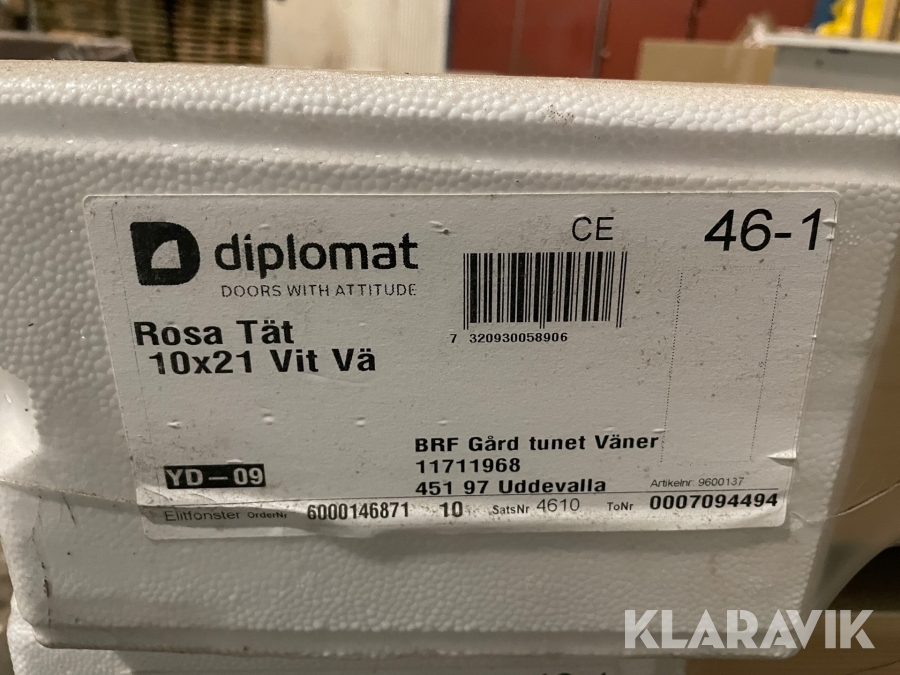 diplomat
DOORS WITH ATTITUDE
CE
46-1
7 320930058906
Rosa Tät
10x21 Vit Vä
BRF Gård tunet Väner
11711968
451 97 Uddevalla
YD-09
Artikelnr: 9600137
Elitfönster OrderNr 6000146871 10 SatsNr 4610 ToNr 0007094494
KLARAVIK